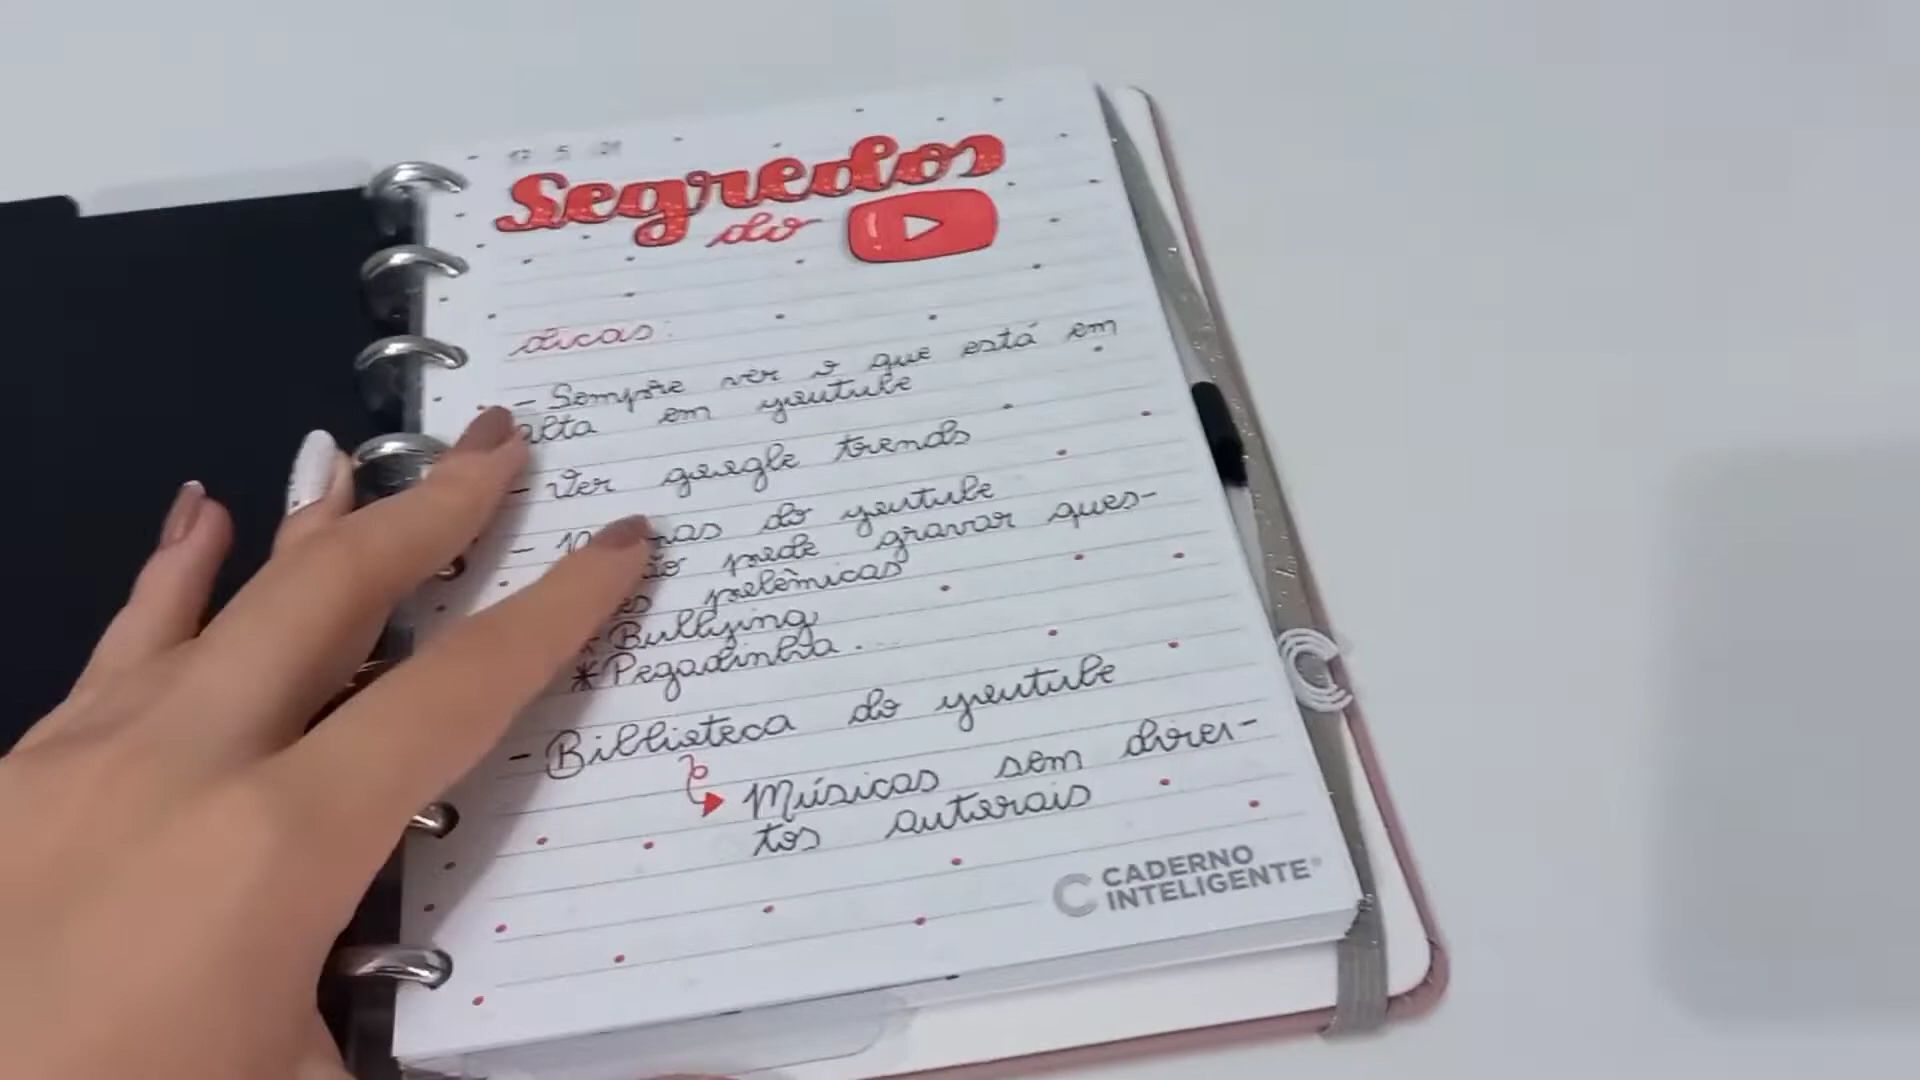 Segredos
do
dicas:
- Sempre ver o que está em
alta em youtube
- Ver google trends
- do youtube
pode gravar ques-
polêmicas
* Bullying
* Pegadinha...
- Biblioteca do youtube
Músicas sem direi-
tos autorais
CADERNO
INTELIGENTE®